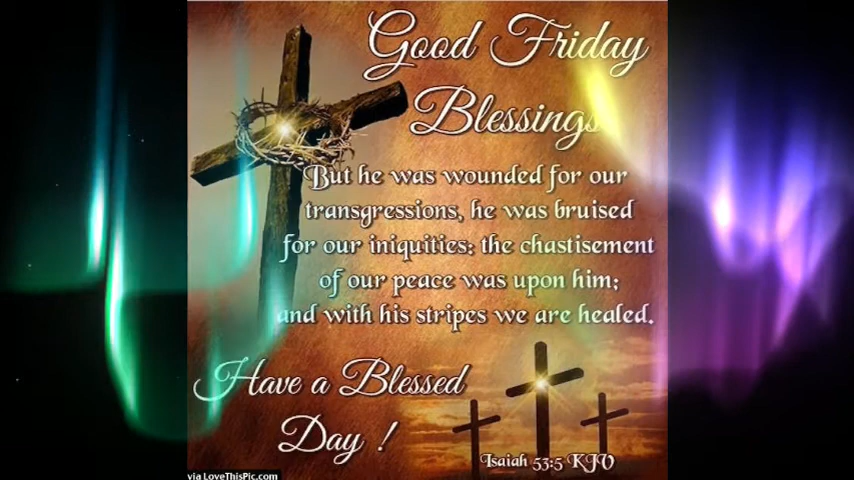 Good Friday
Blessings
But he was wounded for our
transgressions, he was bruised
for our iniquities: the chastisement
of our peace was upon him;
and with his stripes we are healed.
Have a Blessed
Day !
Isaiah 53:5 KJV
via LoveThisPic.com